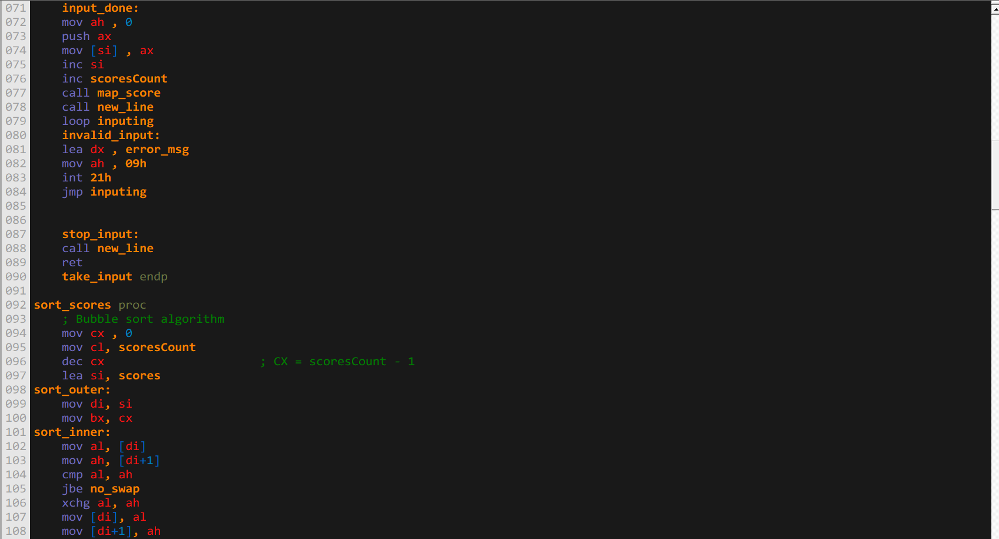 071     input_done:
072     mov ah , 0
073     push ax
074     mov [si] , ax
075     inc si
076     inc scoresCount
077     call map_score
078     call new_line
079     loop inputing
080     invalid_input:
081     lea dx , error_msg
082     mov ah , 09h
083     int 21h
084     jmp inputing
085
086
087     stop_input:
088     call new_line
089     ret
090     take_input endp
091
092 sort_scores proc
093     ; Bubble sort algorithm
094     mov cx , 0
095     mov cl, scoresCount
096     dec cx                      ; CX = scoresCount - 1
097     lea si, scores
098 sort_outer:
099     mov di, si
100     mov bx, cx
101 sort_inner:
102     mov al, [di]
103     mov ah, [di+1]
104     cmp al, ah
105     jbe no_swap
106     xchg al, ah
107     mov [di], al
108     mov [di+1], ah